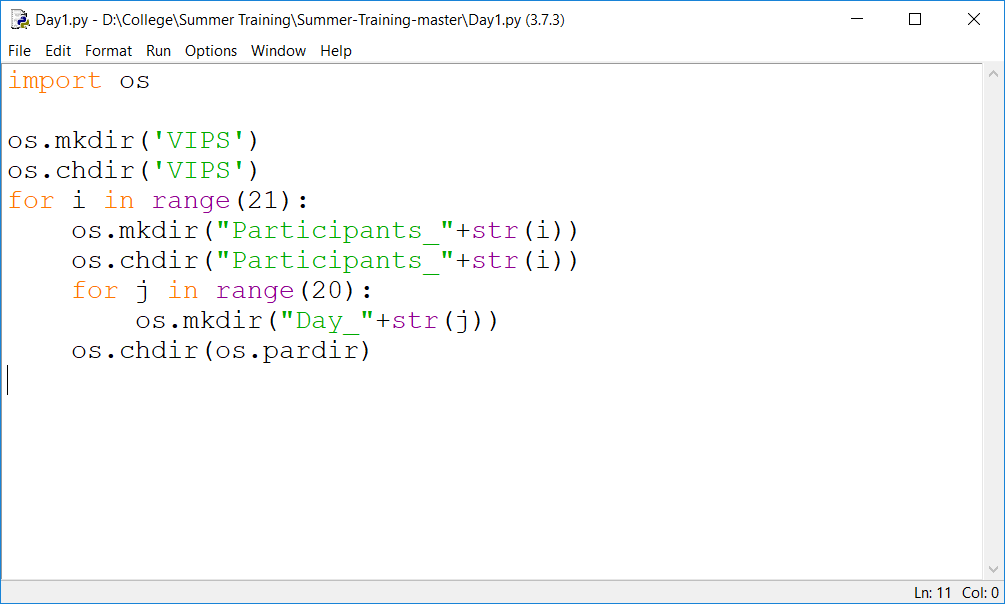 Day1.py - D:\College\Summer Training\Summer-Training-master\Day1.py (3.7.3)
File Edit Format Run Options Window Help
import os

os.mkdir('VIPS')
os.chdir('VIPS')
for i in range(21):
    os.mkdir("Participants_"+str(i))
    os.chdir("Participants_"+str(i))
    for j in range(20):
        os.mkdir("Day_"+str(j))
    os.chdir(os.pardir)
Ln: 11 Col: 0